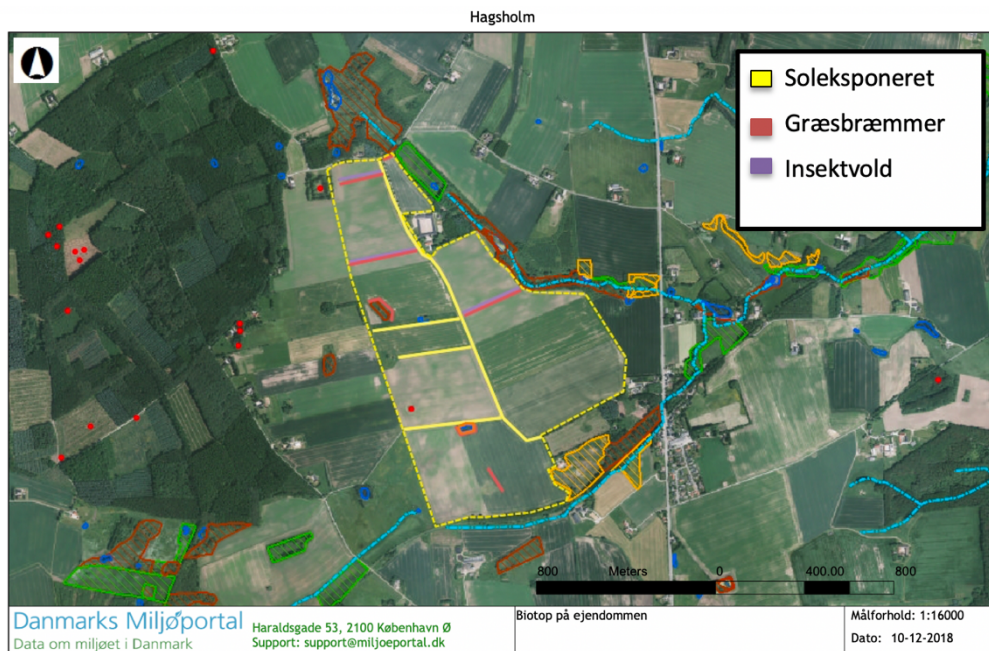 Hagsholm
Soleksponeret
Græsbræmmer
Insektvold
800 Meters 0 400.00 800
Danmarks Miljøportal
Data om miljøet i Danmark
Haraldsgade 53, 2100 København Ø
Support: support@miljoeportal.dk
Biotop på ejendommen
Målforhold: 1:16000
Dato: 10-12-2018